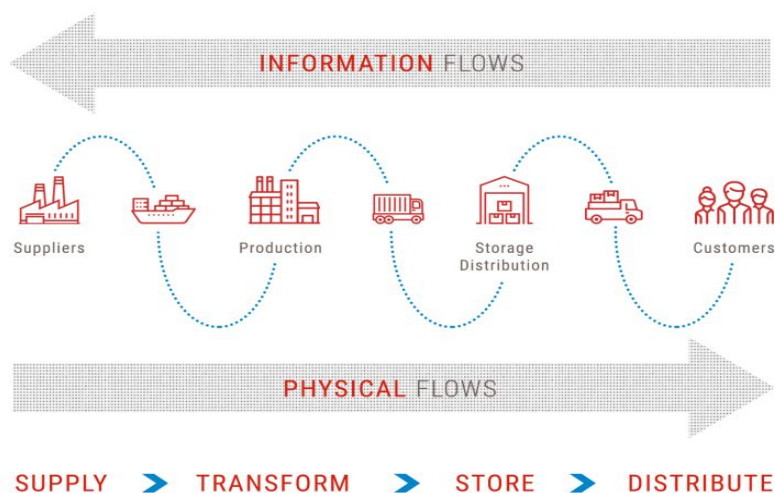 INFORMATION FLOWS
Suppliers
Production
Storage
Distribution
Customers
PHYSICAL FLOWS
SUPPLY TRANSFORM STORE DISTRIBUTE